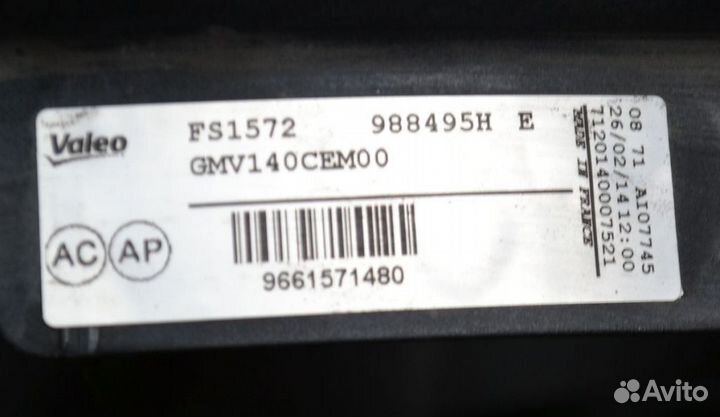 Valeo
FS1572 988495H E
GMV140CEM00
AC AP
9661571480
08 71 AI07745
26/02/14 12:00
7120140007521
MADE IN FRANCE
Avito